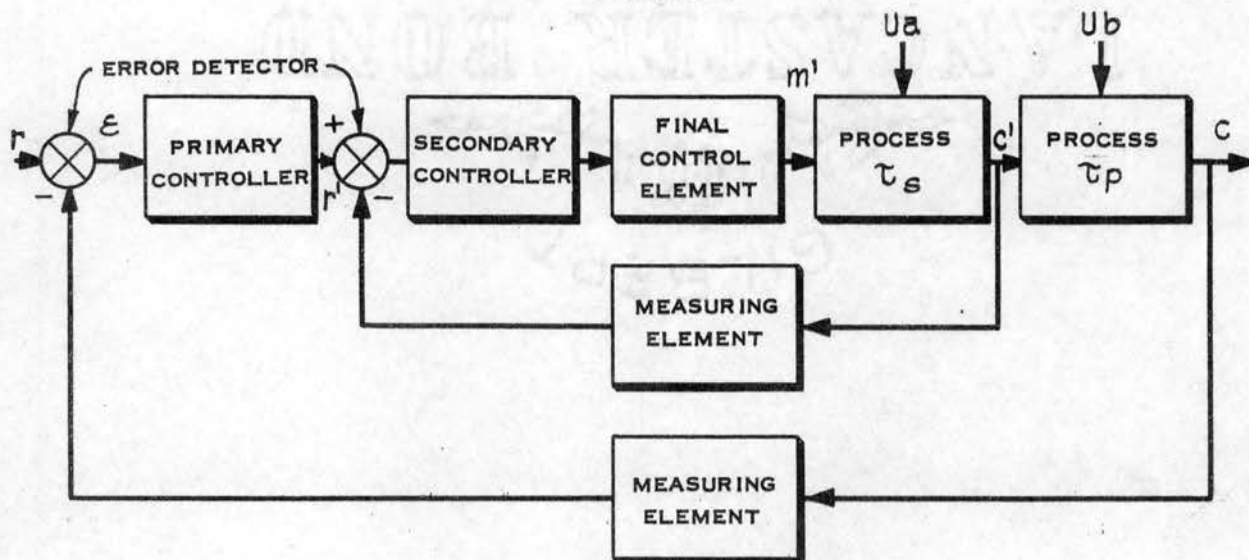 Ua
Ub
ERROR DETECTOR
m'
r
ε
+
PRIMARY
CONTROLLER
r'
-
-
SECONDARY
CONTROLLER
FINAL
CONTROL
ELEMENT
PROCESS
τs
c'
PROCESS
τp
C
MEASURING
ELEMENT
MEASURING
ELEMENT